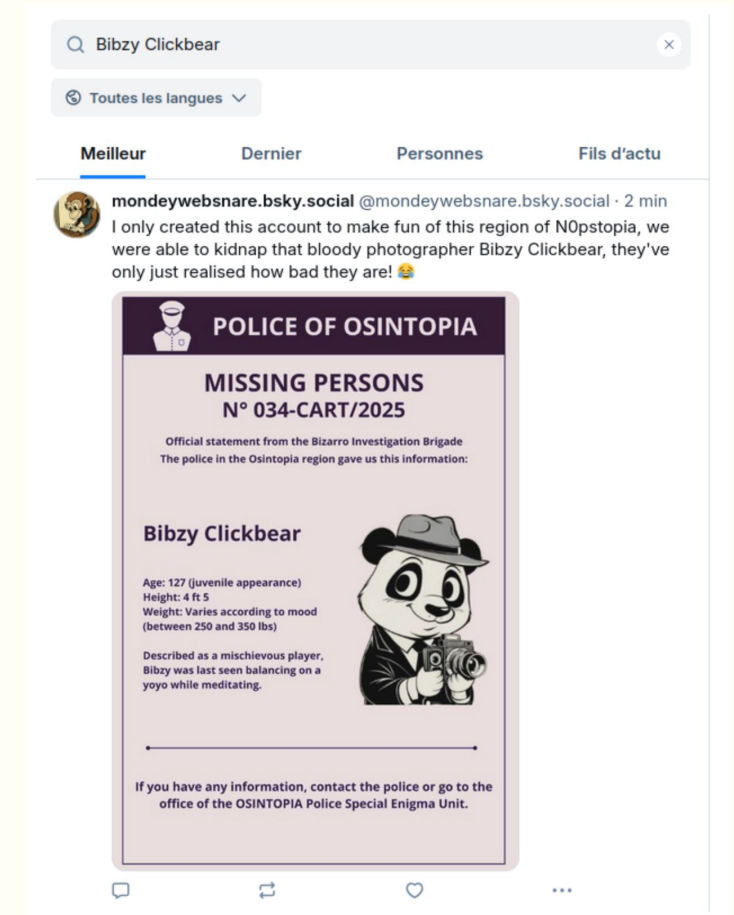 Bibzy Clickbear
Toutes les langues
Meilleur
Dernier
Personnes
Fils d'actu
mondeywebsnare.bsky.social @mondeywebsnare.bsky.social · 2 min
I only created this account to make fun of this region of N0pstopia, we
were able to kidnap that bloody photographer Bibzy Clickbear, they've
only just realised how bad they are! 😂
POLICE OF OSINTOPIA
MISSING PERSONS
N° 034-CART/2025
Official statement from the Bizarro Investigation Brigade
The police in the Osintopia region gave us this information:
Bibzy Clickbear
Age: 127 (juvenile appearance)
Height: 4 ft 5
Weight: Varies according to mood
(between 250 and 350 lbs)
Described as a mischievous player,
Bibzy was last seen balancing on a
yoyo while meditating.
If you have any information, contact the police or go to the
office of the OSINTOPIA Police Special Enigma Unit.